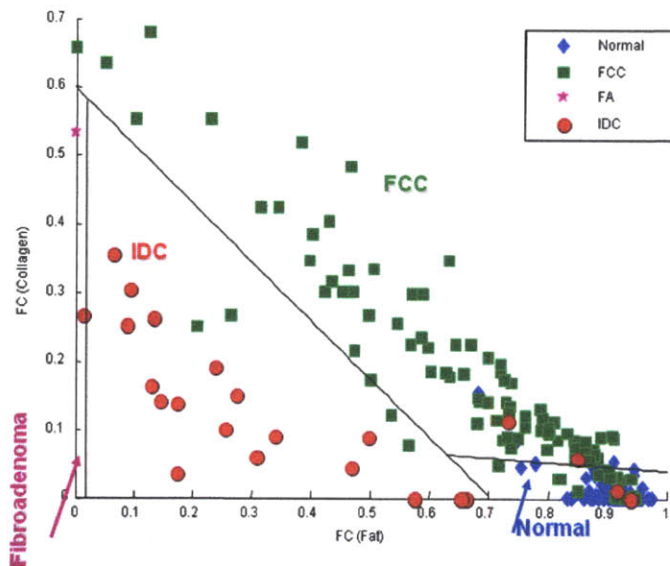 0.7
0.6
0.5
0.4
0.3
0.2
0.1
0
FC (Collagen)
Normal
FCC
FA
IDC
FCC
IDC
Fibroadenoma
Normal
0 0.1 0.2 0.3 0.4 0.5 0.6 0.7 0.8 0.9 1
FC (Fat)